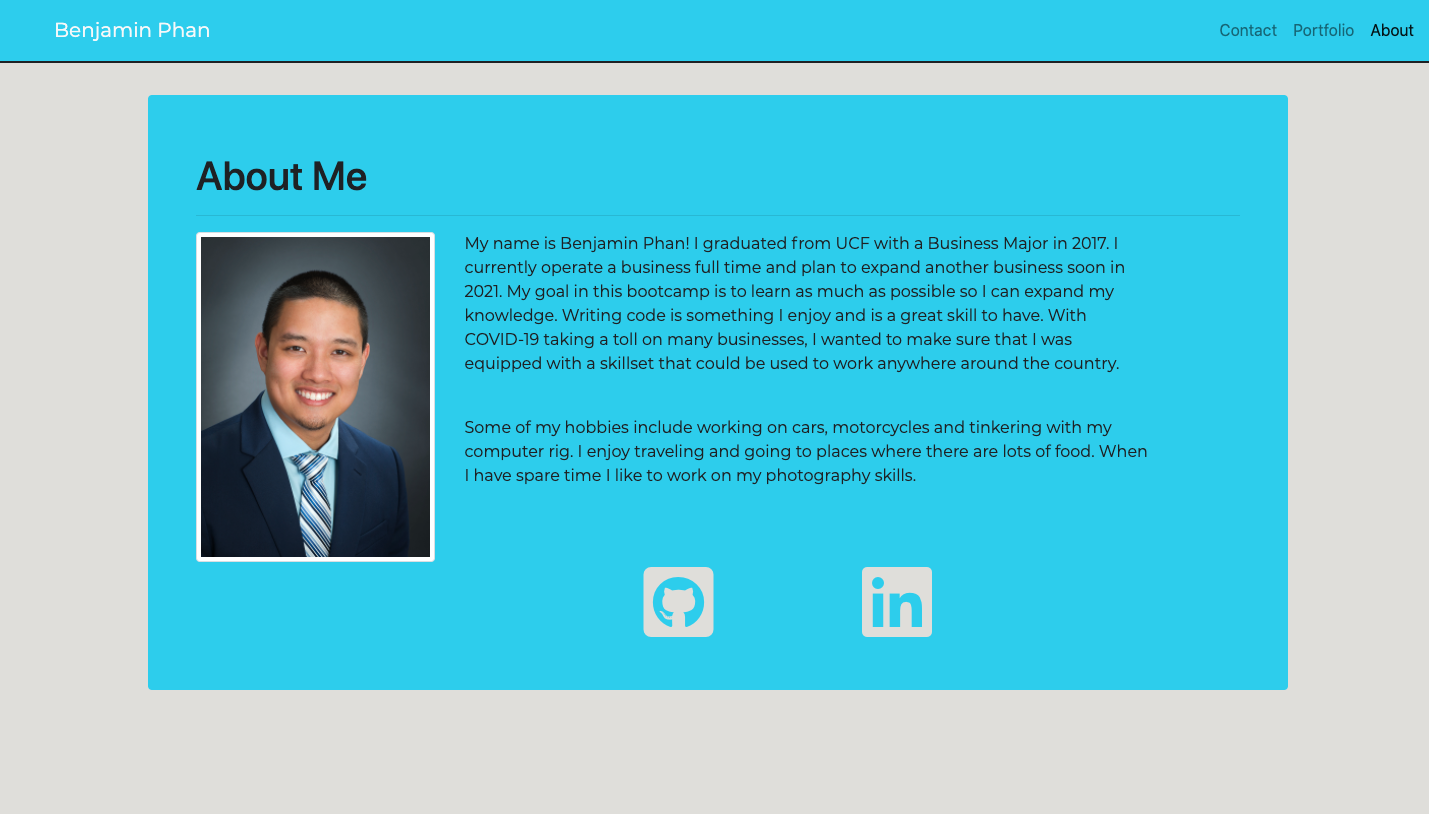 Benjamin Phan
Contact Portfolio About
About Me
My name is Benjamin Phan! I graduated from UCF with a Business Major in 2017. I
currently operate a business full time and plan to expand another business soon in
2021. My goal in this bootcamp is to learn as much as possible so I can expand my
knowledge. Writing code is something I enjoy and is a great skill to have. With
COVID-19 taking a toll on many businesses, I wanted to make sure that I was
equipped with a skillset that could be used to work anywhere around the country.
Some of my hobbies include working on cars, motorcycles and tinkering with my
computer rig. I enjoy traveling and going to places where there are lots of food. When
I have spare time I like to work on my photography skills.
in